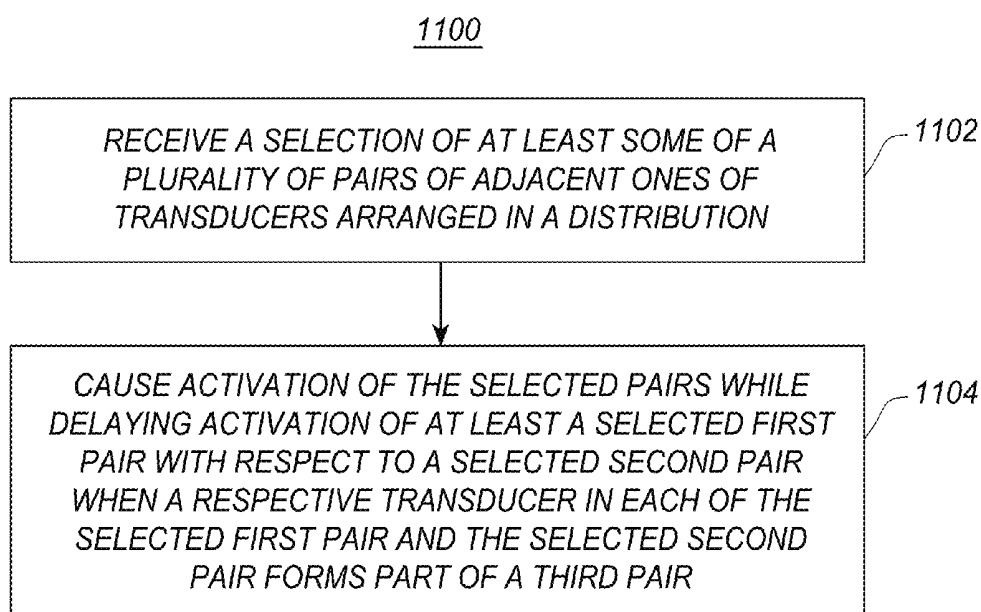 1100
RECEIVE A SELECTION OF AT LEAST SOME OF A
PLURALITY OF PAIRS OF ADJACENT ONES OF
TRANSDUCERS ARRANGED IN A DISTRIBUTION
1102
CAUSE ACTIVATION OF THE SELECTED PAIRS WHILE
DELAYING ACTIVATION OF AT LEAST A SELECTED FIRST
PAIR WITH RESPECT TO A SELECTED SECOND PAIR
WHEN A RESPECTIVE TRANSDUCER IN EACH OF THE
SELECTED FIRST PAIR AND THE SELECTED SECOND
PAIR FORMS PART OF A THIRD PAIR
1104